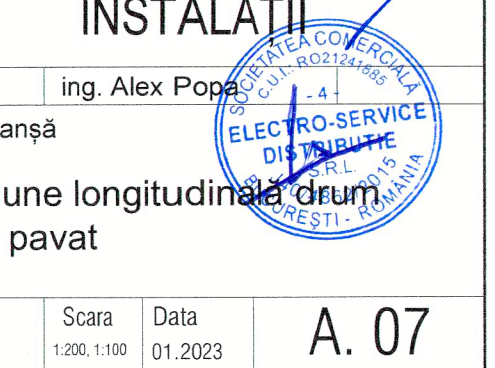 INSTALAȚII
ing. Alex Popa
anșă
une longitudinală drum
pavat
SOCIETATEA COMERCIALĂ
C.U.I.: RO21241885
- 4 -
ELECTRO-SERVICE
DISTRIBUTIE
S.R.L.
BUCUREȘTI - ROMÂNIA
Scara
Data
1:200, 1:100
01.2023
A. 07